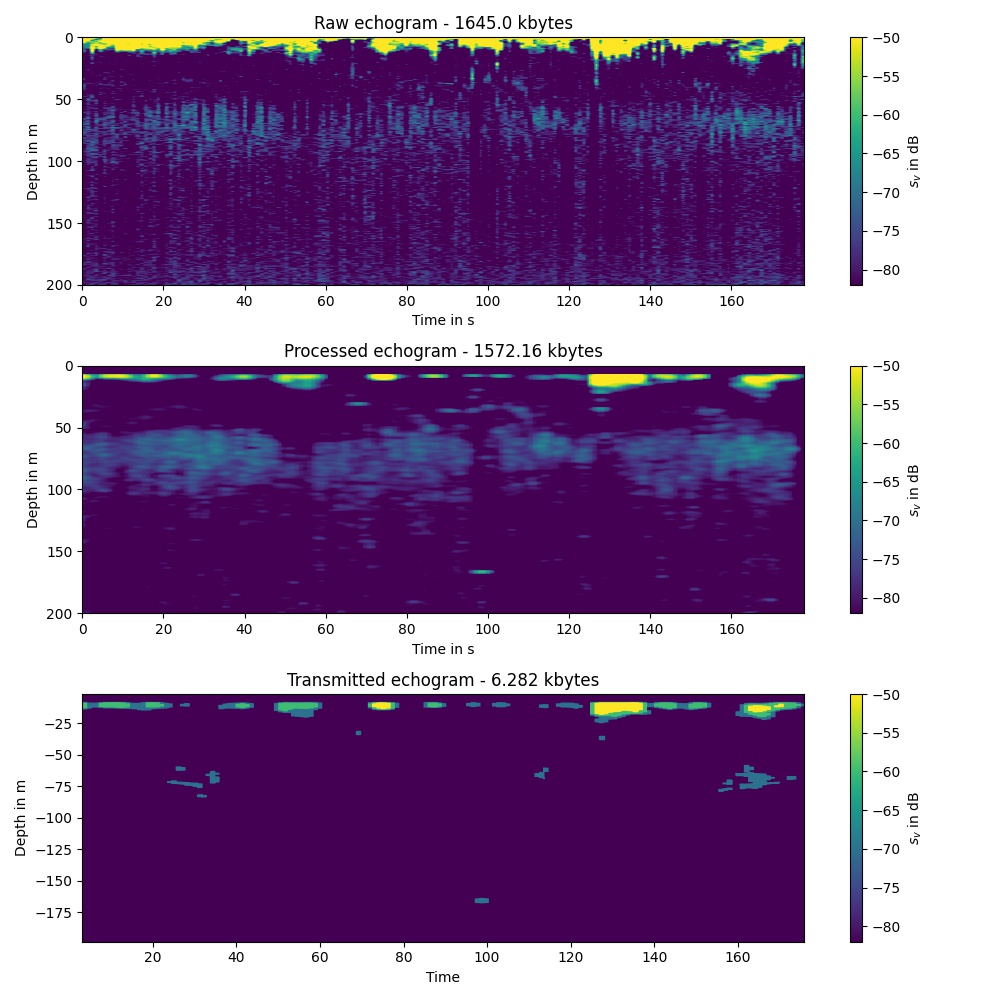 Raw echogram - 1645.0 kbytes
0
50
100
150
200
Depth in m
0 20 40 60 80 100 120 140 160
Time in s
−50
−55
−60
−65
−70
−75
−80
s_v in dB
Processed echogram - 1572.16 kbytes
0
50
100
150
200
Depth in m
0 20 40 60 80 100 120 140 160
Time in s
−50
−55
−60
−65
−70
−75
−80
s_v in dB
Transmitted echogram - 6.282 kbytes
−25
−50
−75
−100
−125
−150
−175
Depth in m
20 40 60 80 100 120 140 160
Time
−50
−55
−60
−65
−70
−75
−80
s_v in dB